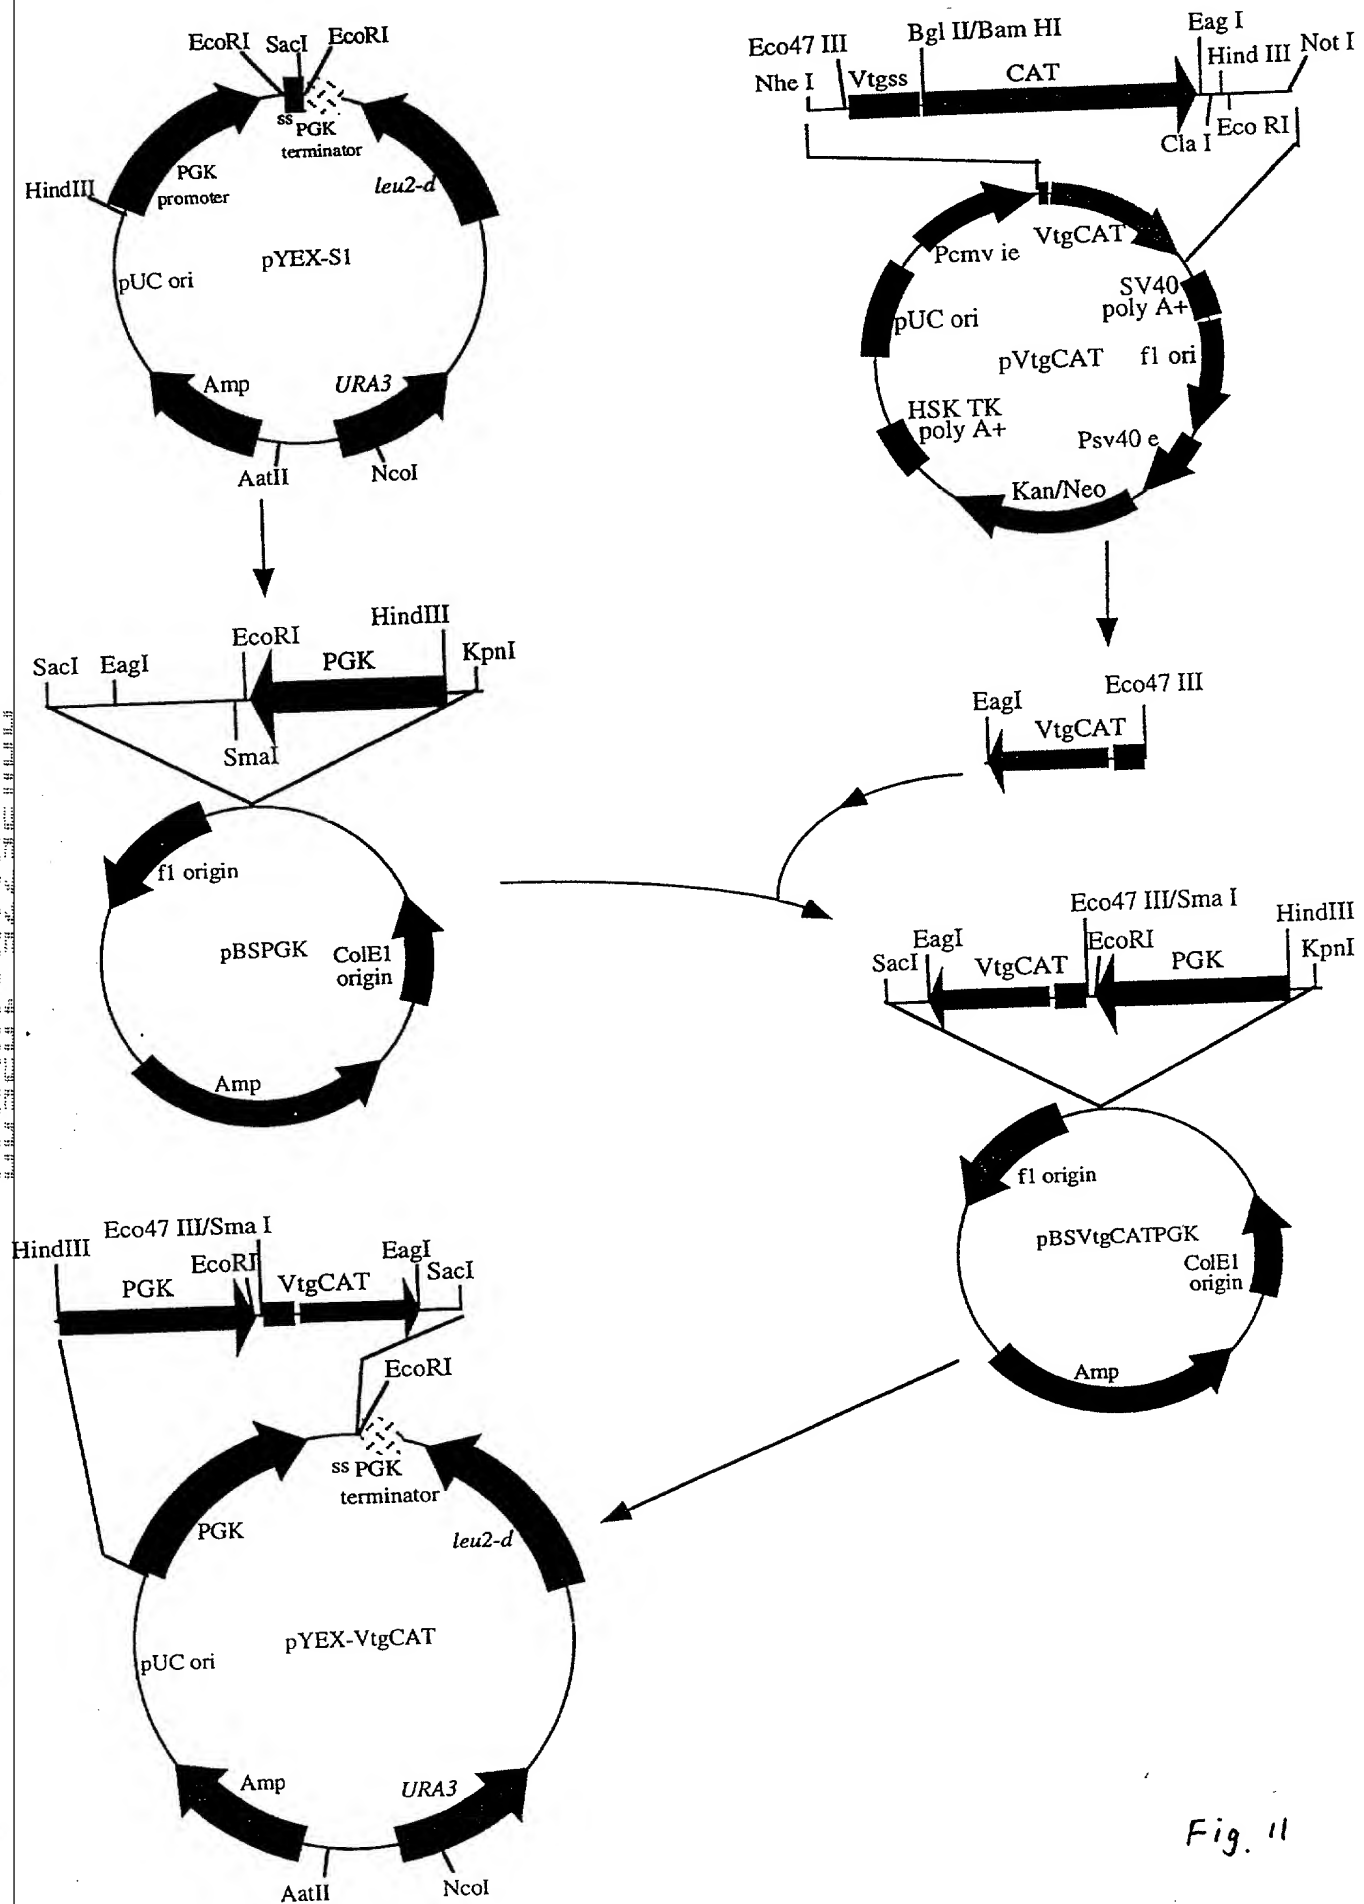 EcoRI SacI EcoRI
ss
PGK
terminator
PGK
promoter
leu2-d
HindIII
pYEX-S1
pUC ori
Amp
URA3
AatII
NcoI
Eco47 III
Bgl II/Bam HI
Eag I
Hind III
Not I
Nhe I
Vtgss
CAT
Cla I
Eco RI
Pcmv ie
VtgCAT
SV40
poly A+
pUC ori
pVtgCAT
f1 ori
HSK TK
poly A+
Psv40 e
Kan/Neo
HindIII
EcoRI
SacI EagI
PGK
KpnI
SmaI
f1 origin
pBSPGK
ColE1
origin
Amp
Eco47 III
EagI
VtgCAT
Eco47 III/Sma I
HindIII
EagI
EcoRI
KpnI
SacI
VtgCAT
PGK
f1 origin
pBSVtgCATPGK
ColE1
origin
Amp
Eco47 III/Sma I
HindIII
EcoRI
EagI
SacI
PGK
VtgCAT
EcoRI
ss PGK
terminator
PGK
leu2-d
pYEX-VtgCAT
pUC ori
Amp
URA3
AatII
NcoI
Fig. 11